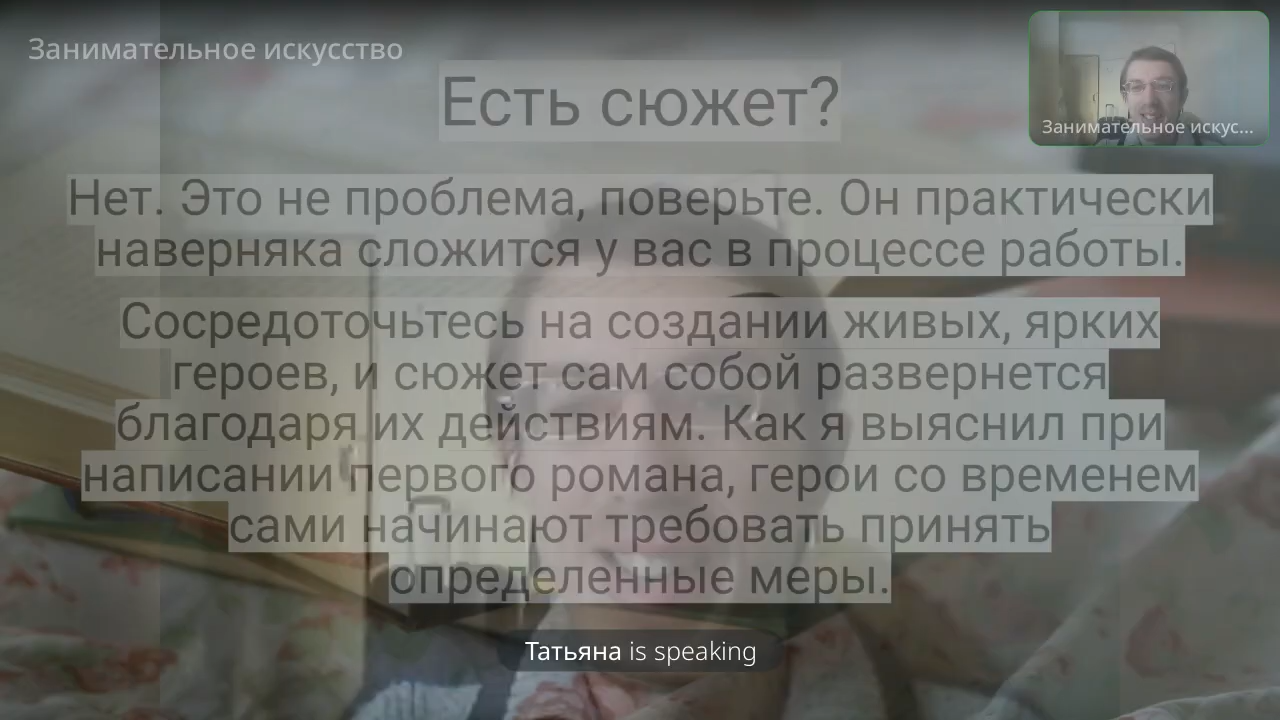 Занимательное искусство
Занимательное искус...
Есть сюжет?
Нет. Это не проблема, поверьте. Он практически
наверняка сложится у вас в процессе работы.
Сосредоточьтесь на создании живых, ярких
героев, и сюжет сам собой развернется
благодаря их действиям. Как я выяснил при
написании первого романа, герои со временем
сами начинают требовать принять
определенные меры.
Татьяна is speaking